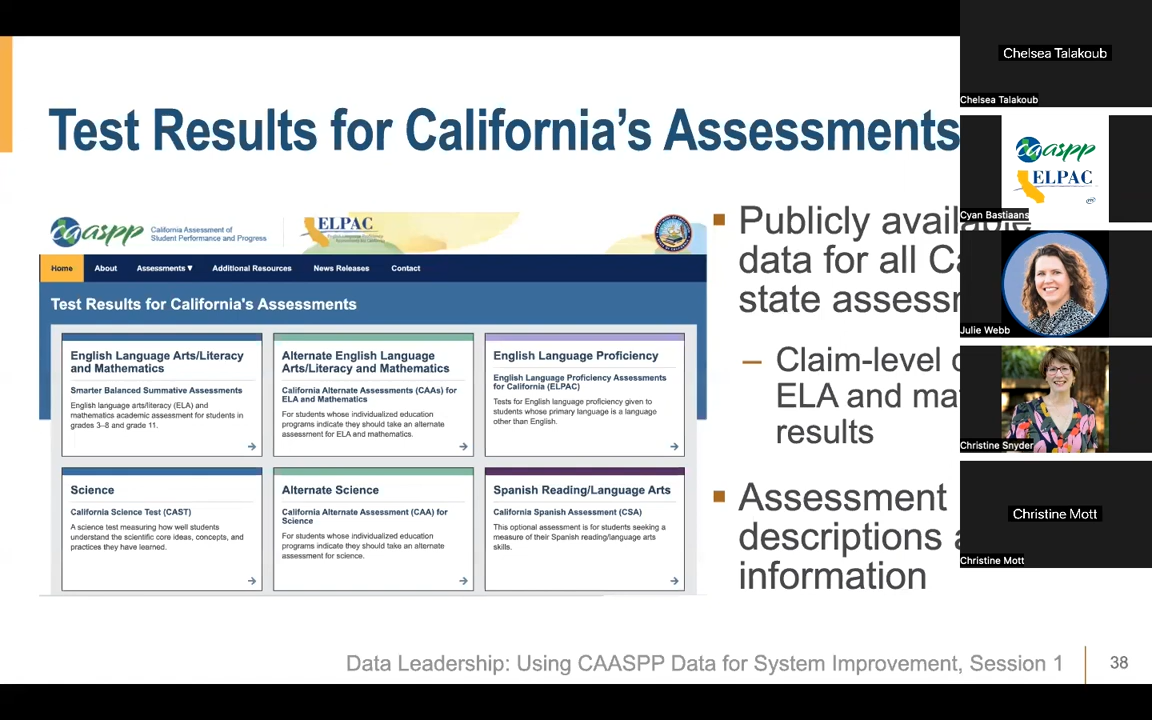 Test Results for California's Assessments
caaspp
California Assessment of
Student Performance and Progress
ELPAC
Home About Assessments ▾ Additional Resources News Releases Contact
Test Results for California's Assessments
English Language Arts/Literacy
and Mathematics
Smarter Balanced Summative Assessments
English language arts/literacy (ELA) and
mathematics academic assessment for students in
grades 3–8 and grade 11.
Alternate English Language
Arts/Literacy and Mathematics
California Alternate Assessments (CAAs) for
ELA and Mathematics
For students whose individualized education
programs indicate they should take an alternate
assessment for ELA and mathematics.
English Language Proficiency
English Language Proficiency Assessments
for California (ELPAC)
Tests for English language proficiency given to
students whose primary language is a language
other than English.
Science
California Science Test (CAST)
A science test measuring how well students
understand the scientific core ideas, concepts, and
practices they have learned.
Alternate Science
California Alternate Assessment (CAA) for
Science
For students whose individualized education
programs indicate they should take an alternate
assessment for science.
Spanish Reading/Language Arts
California Spanish Assessment (CSA)
This optional assessment is for students seeking a
measure of their Spanish reading/language arts
skills.
Publicly available
data for all
state
– Claim-level
ELA and
results
Assessment
descriptions
information
Data Leadership: Using CAASPP Data for System Improvement, Session 1
38
Chelsea Talakoub
Chelsea Talakoub
caaspp
ELPAC
Cyan Bastiaans
Julie Webb
Christine Snyder
Christine Mott
Christine Mott